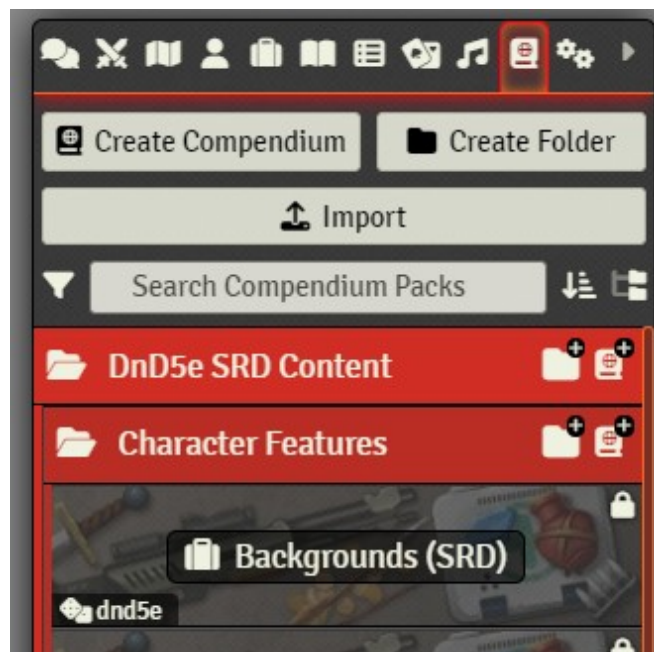 Create Compendium
Create Folder
Import
Search Compendium Packs
DnD5e SRD Content
Character Features
Backgrounds (SRD)
dnd5e